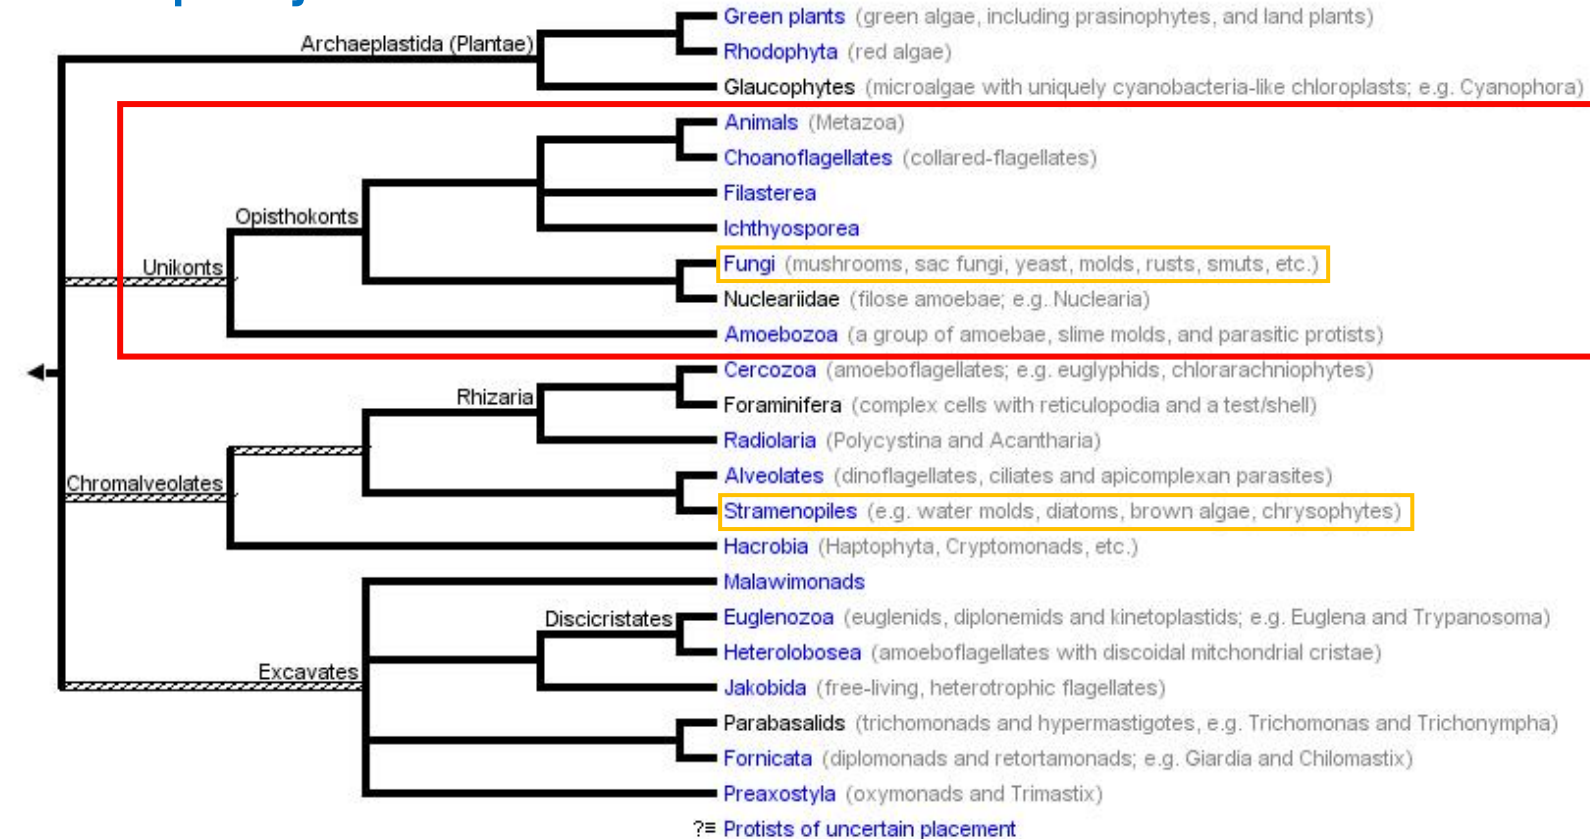 Archaeplastida (Plantae)
Green plants (green algae, including prasinophytes, and land plants)
Rhodophyta (red algae)
Glaucophytes (microalgae with uniquely cyanobacteria-like chloroplasts; e.g. Cyanophora)
Unikonts
Opisthokonts
Animals (Metazoa)
Choanoflagellates (collared-flagellates)
Filasterea
Ichthyosporea
Fungi (mushrooms, sac fungi, yeast, molds, rusts, smuts, etc.)
Nucleariidae (filose amoebae; e.g. Nuclearia)
Amoebozoa (a group of amoebae, slime molds, and parasitic protists)
Chromalveolates
Rhizaria
Cercozoa (amoeboflagellates; e.g. euglyphids, chlorarachniophytes)
Foraminifera (complex cells with reticulopodia and a test/shell)
Radiolaria (Polycystina and Acantharia)
Alveolates (dinoflagellates, ciliates and apicomplexan parasites)
Stramenopiles (e.g. water molds, diatoms, brown algae, chrysophytes)
Hacrobia (Haptophyta, Cryptomonads, etc.)
Excavates
Malawimonads
Discicristates
Euglenozoa (euglenids, diplonemids and kinetoplastids; e.g. Euglena and Trypanosoma)
Heterolobosea (amoeboflagellates with discoidal mitchondrial cristae)
Jakobida (free-living, heterotrophic flagellates)
Parabasalids (trichomonads and hypermastigotes, e.g. Trichomonas and Trichonympha)
Fornicata (diplomonads and retortamonads; e.g. Giardia and Chilomastix)
Preaxostyla (oxymonads and Trimastix)
?≡ Protists of uncertain placement